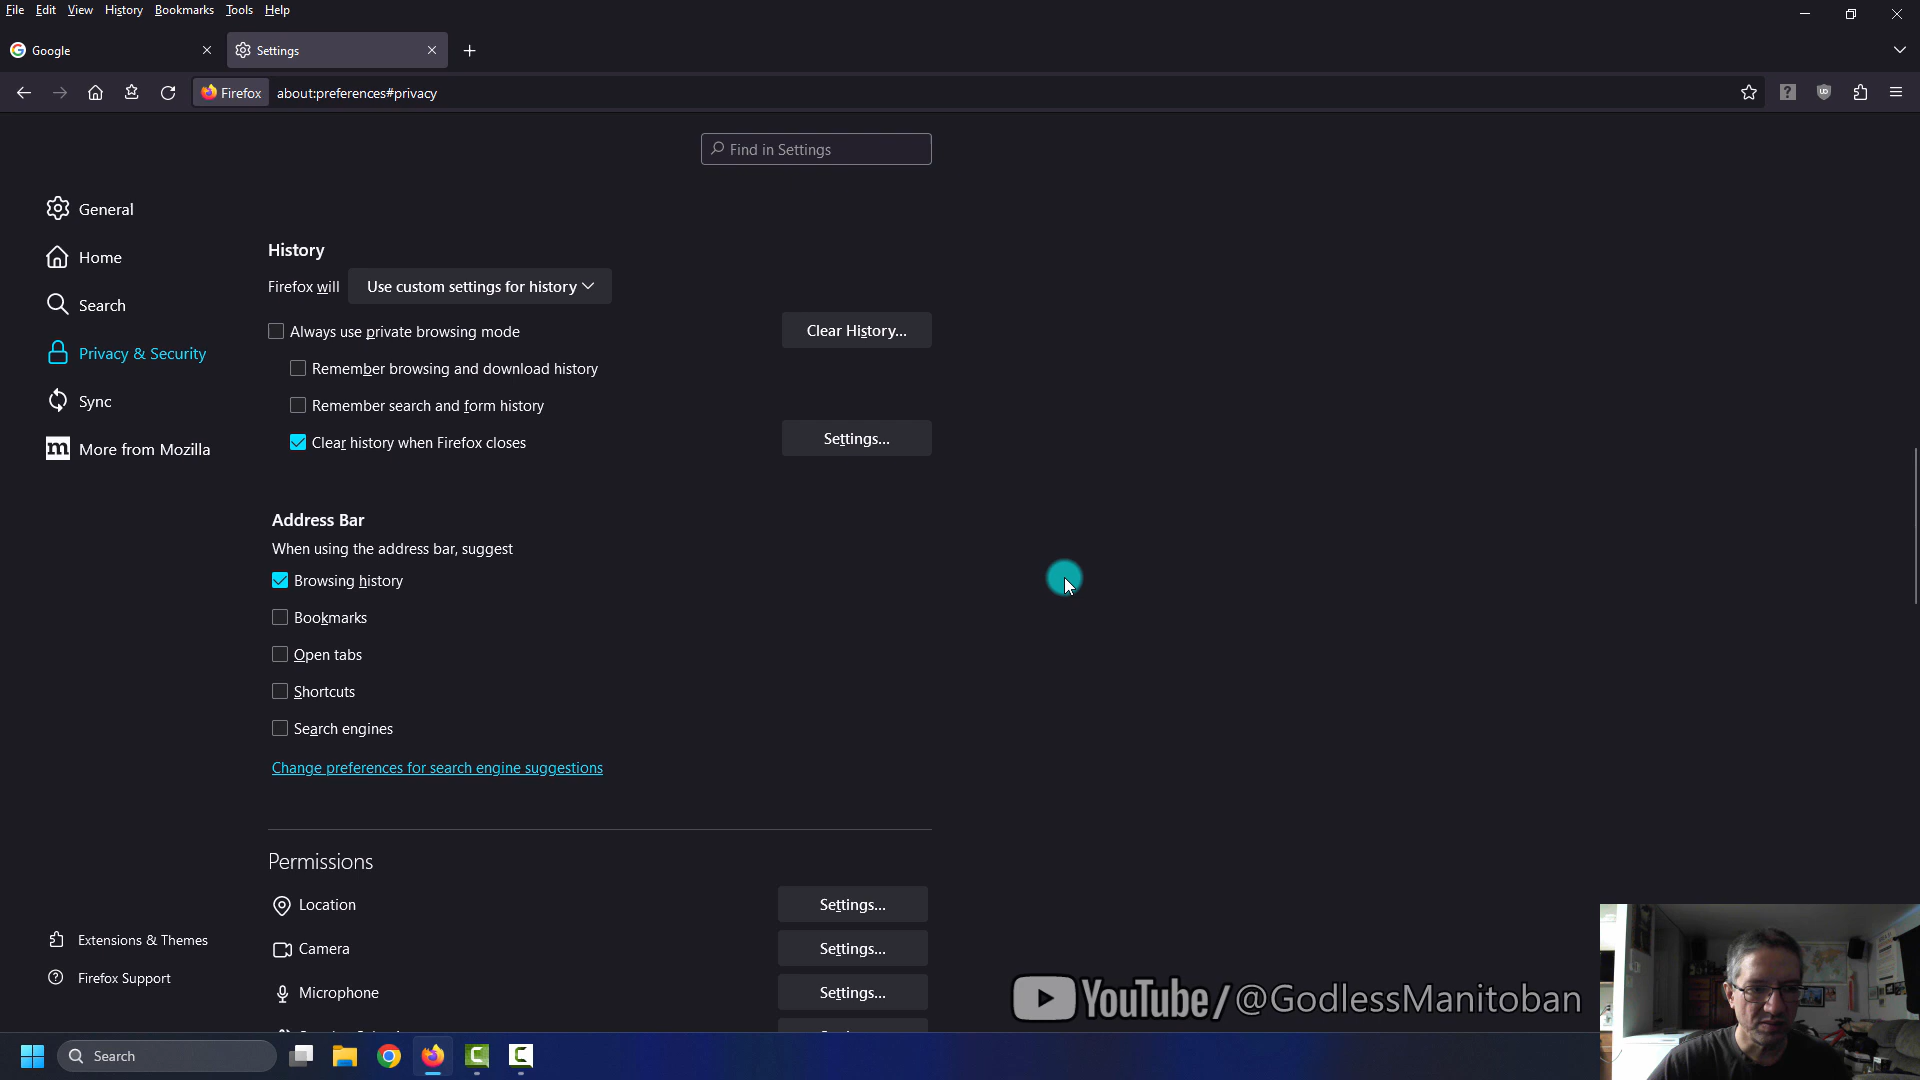 File Edit View History Bookmarks Tools Help
Google
Settings
Firefox
about:preferences#privacy
Find in Settings
General
Home
Search
Privacy & Security
Sync
More from Mozilla
Extensions & Themes
Firefox Support
History
Firefox will
Use custom settings for history
Always use private browsing mode
Clear History...
Remember browsing and download history
Remember search and form history
Clear history when Firefox closes
Settings...
Address Bar
When using the address bar, suggest
Browsing history
Bookmarks
Open tabs
Shortcuts
Search engines
Change preferences for search engine suggestions
Permissions
Location
Settings...
Camera
Settings...
Microphone
Settings...
YouTube/@GodlessManitoban
Search